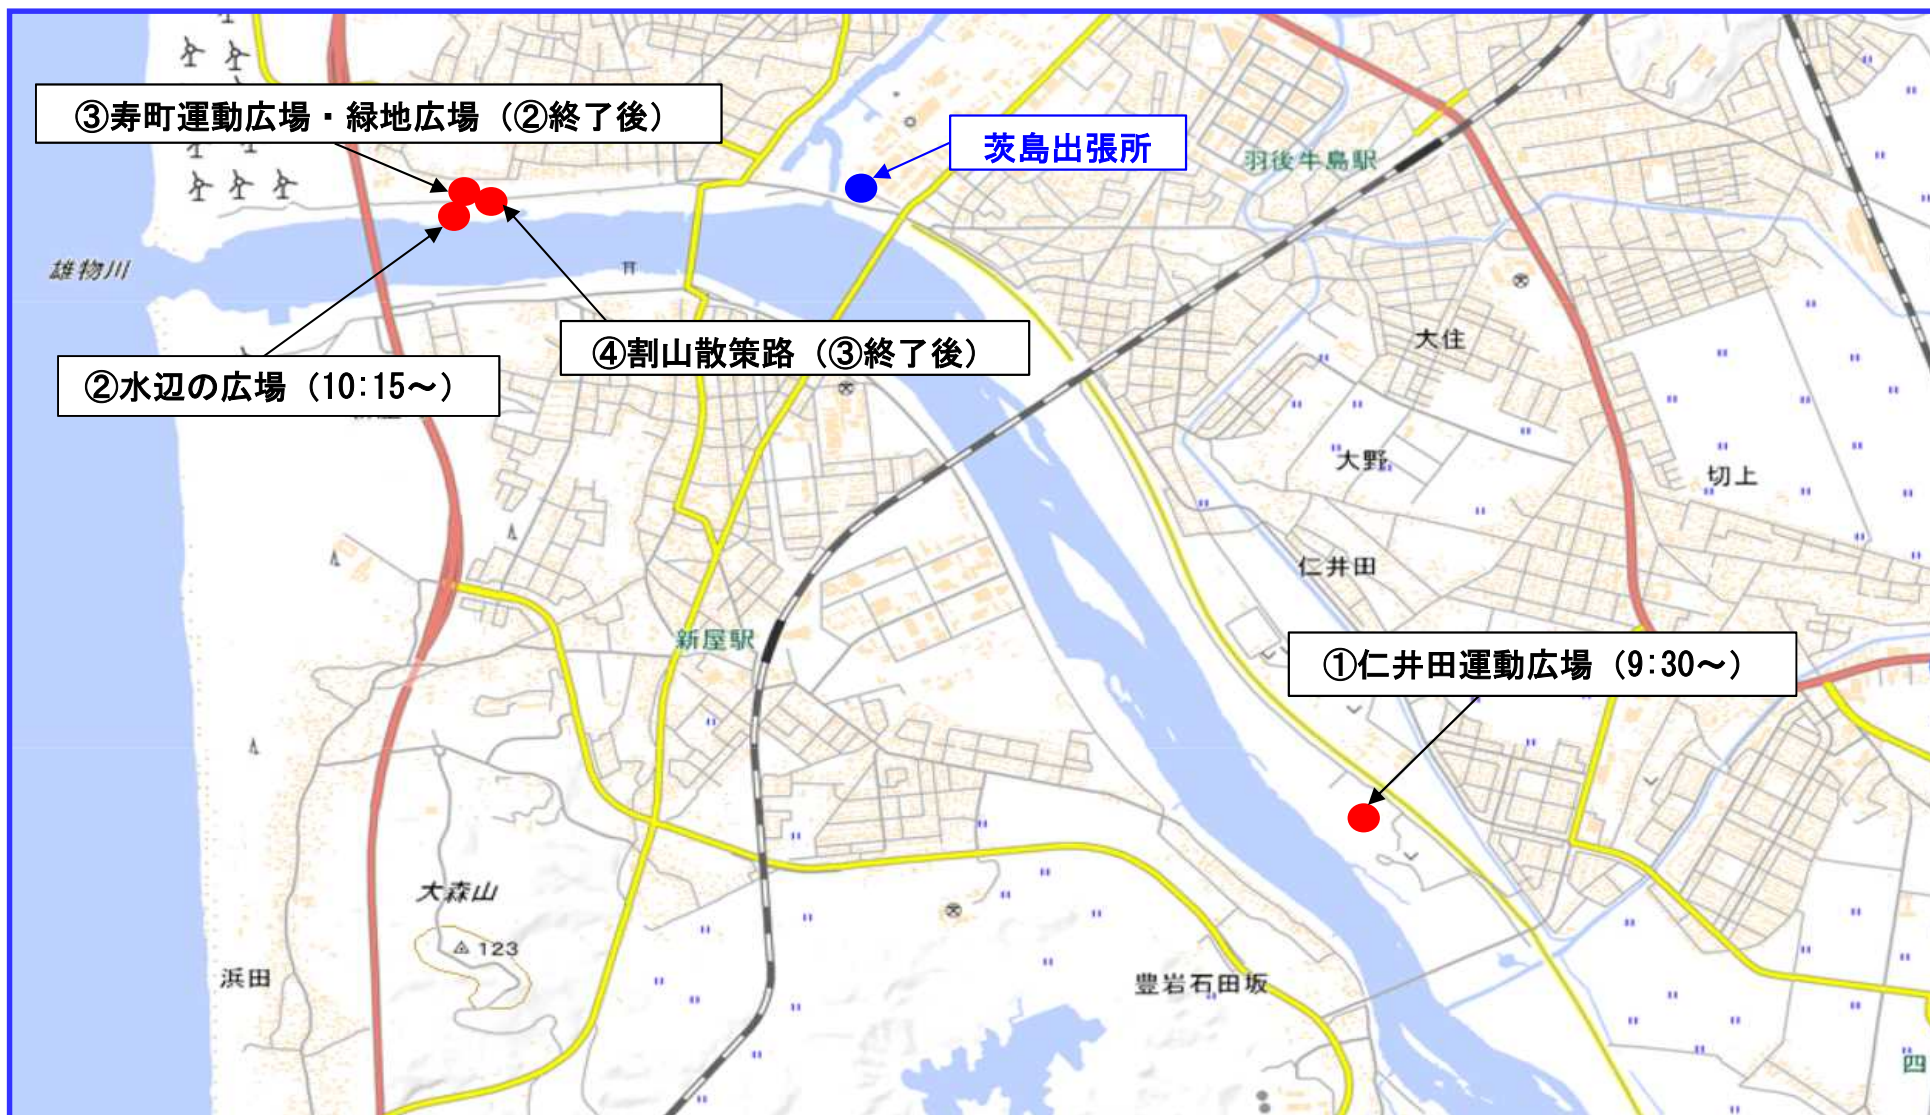 ③寿町運動広場・緑地広場（②終了後）
茨島出張所
羽後牛島駅
雄物川
④割山散策路（③終了後）
大住
②水辺の広場（10:15～）
大野
切上
仁井田
新屋駅
①仁井田運動広場（9:30～）
大森山
123
浜田
豊岩石田坂
四